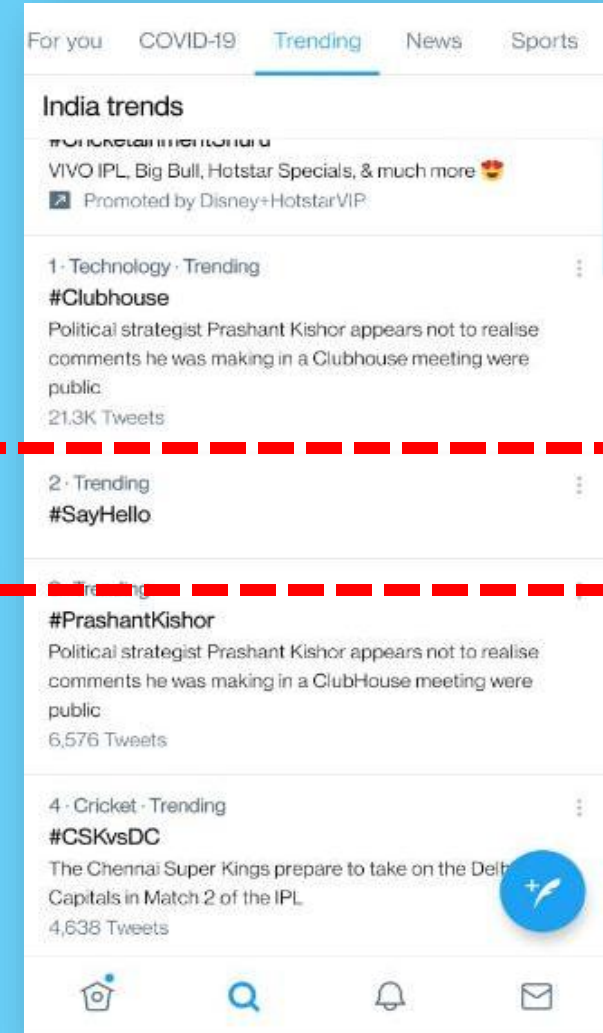 For you COVID-19 Trending News Sports
India trends
#CricketainmentShuru
VIVO IPL, Big Bull, Hotstar Specials, & much more 😍
Promoted by Disney+HotstarVIP
1 · Technology · Trending
#Clubhouse
Political strategist Prashant Kishor appears not to realise
comments he was making in a Clubhouse meeting were
public
21.3K Tweets
2 · Trending
#SayHello
Trending
#PrashantKishor
Political strategist Prashant Kishor appears not to realise
comments he was making in a ClubHouse meeting were
public
6,576 Tweets
4 · Cricket · Trending
#CSKvsDC
The Chennai Super Kings prepare to take on the
Capitals in Match 2 of the IPL
4,638 Tweets